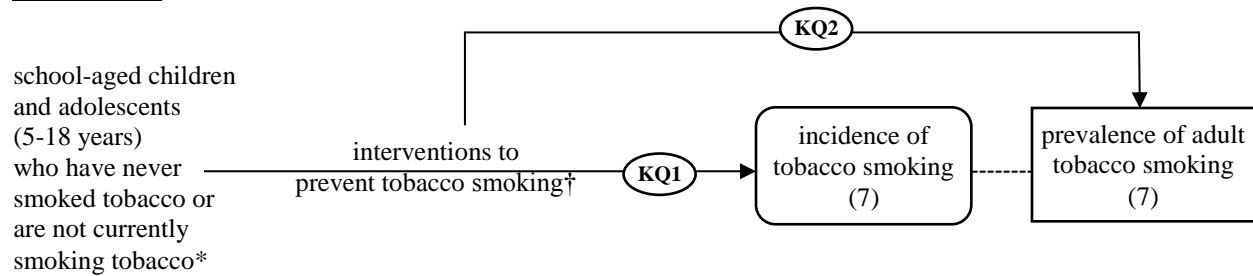 KQ2
school-aged children
and adolescents
(5-18 years)
who have never
smoked tobacco or
are not currently
smoking tobacco*
interventions to
prevent tobacco smoking†
KQ1
incidence of
tobacco smoking
(7)
prevalence of adult
tobacco smoking
(7)